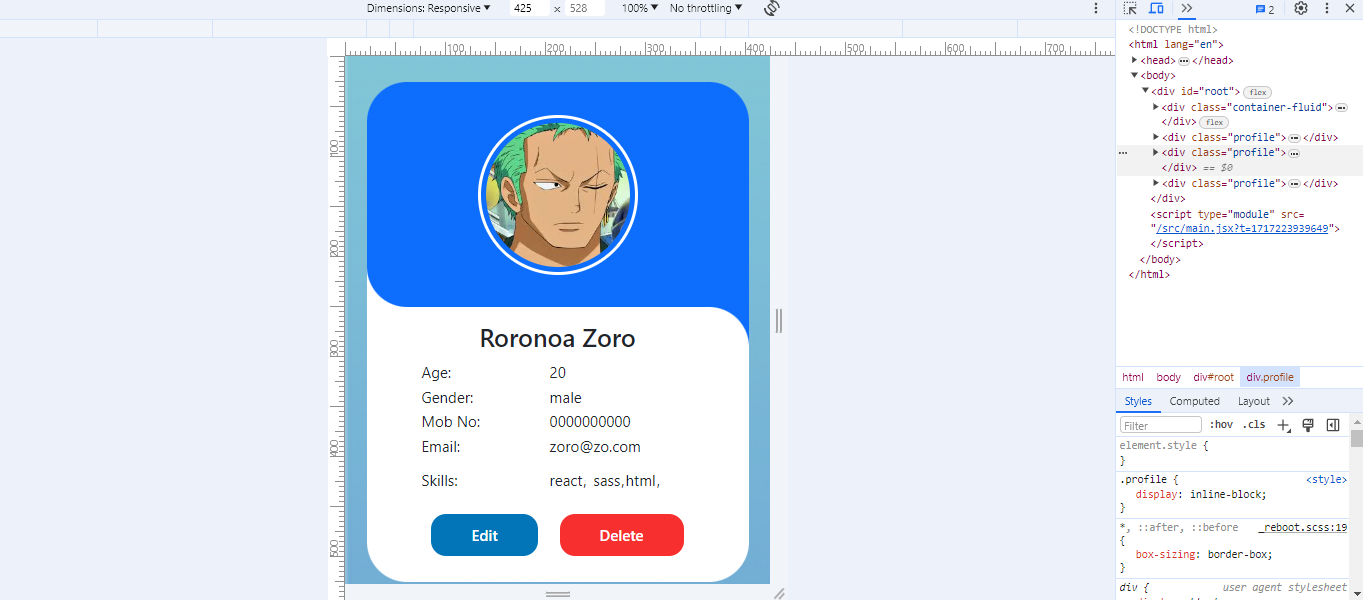 Dimensions: Responsive ▼ 425 × 528 100% ▼ No throttling ▼
2
100 200 300 400 500 600 700
100
200
300
500
Roronoa Zoro
Age: 20
Gender: male
Mob No: 0000000000
Email: zoro@zo.com
Skills: react, sass,html,
Edit Delete
<!DOCTYPE html>
<html lang="en">
▶ <head> ⋯ </head>
▼ <body>
▼ <div id="root"> flex
▶ <div class="container-fluid"> ⋯
</div> flex
▶ <div class="profile"> ⋯ </div>
⋯ ▶ <div class="profile"> ⋯
</div> == $0
▶ <div class="profile"> ⋯ </div>
</div>
<script type="module" src=
"/src/main.jsx?t=1717223939649">
</script>
</body>
</html>
html body div#root div.profile
Styles Computed Layout
Filter :hov .cls
element.style {
}
.profile { <style>
display: inline-block;
}
*, ::after, ::before _reboot.scss:19
{
box-sizing: border-box;
}
div { user agent stylesheet